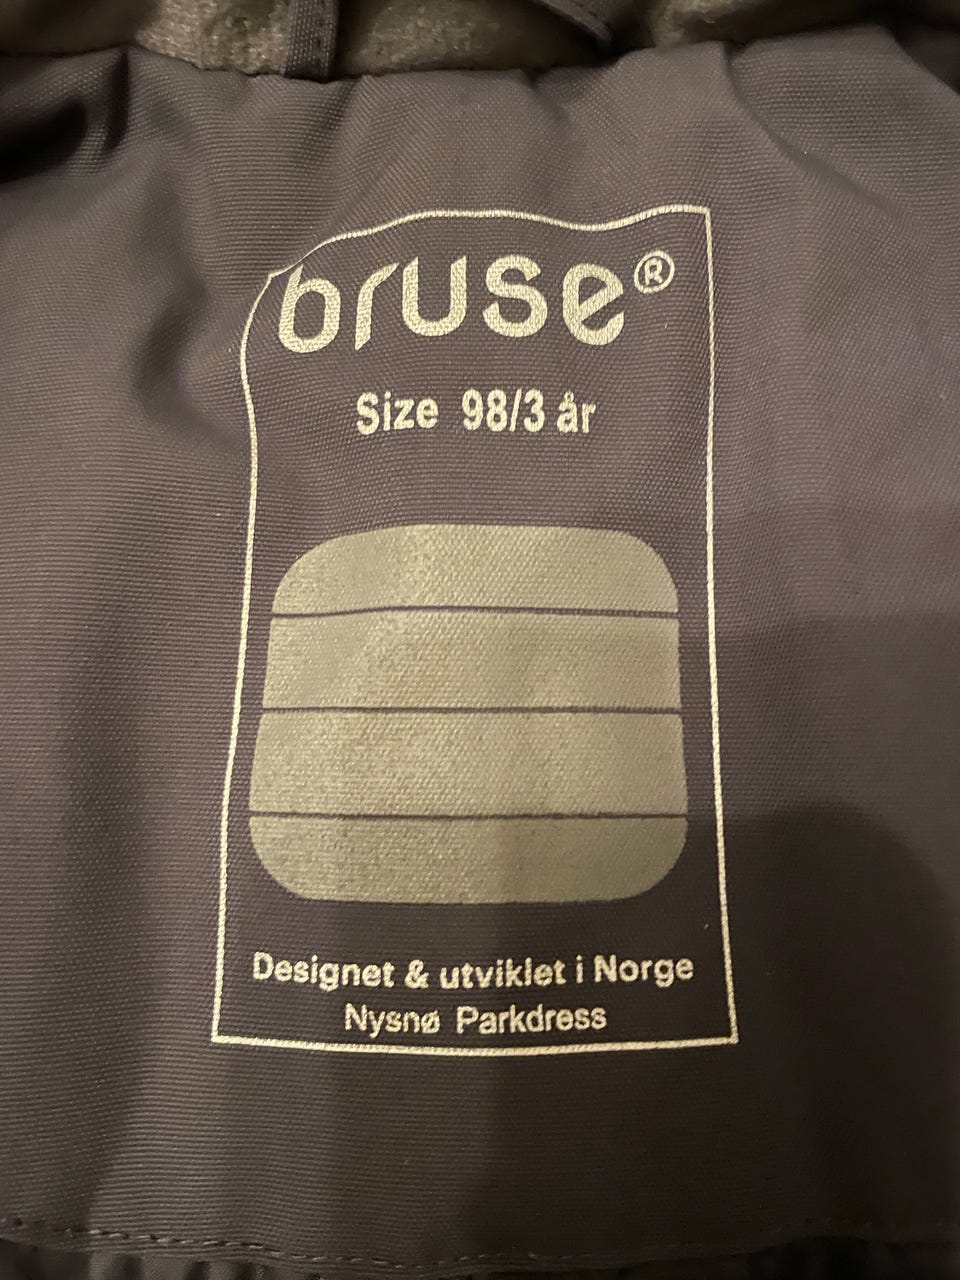 bruse®
Size 98/3 år
Designet & utviklet i Norge
Nysnø Parkdress